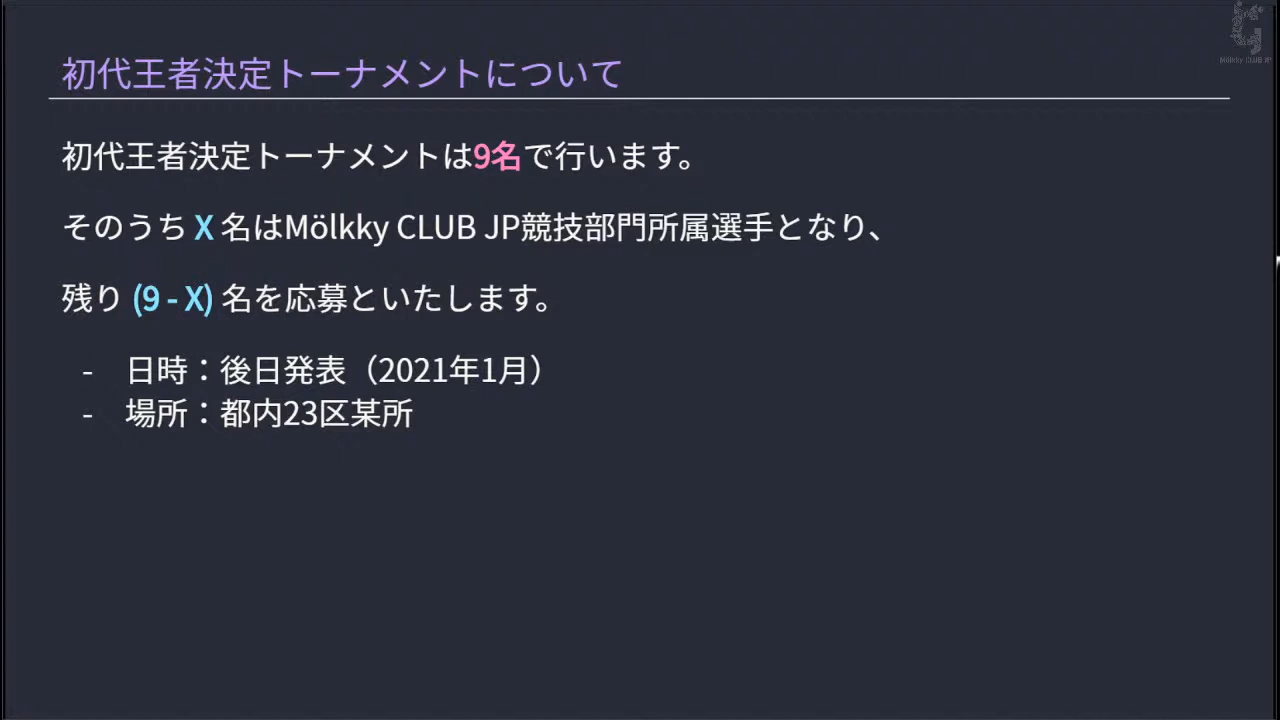 Mölkky CLUB JP
初代王者決定トーナメントについて
初代王者決定トーナメントは9名で行います。
そのうち X 名はMölkky CLUB JP競技部門所属選手となり、
残り (9 - X) 名を応募といたします。
- 日時：後日発表（2021年1月）
- 場所：都内23区某所